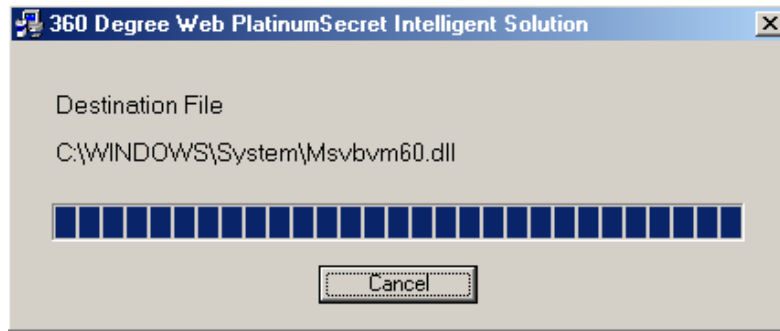 360 Degree Web PlatinumSecret Intelligent Solution
Destination File
C:\WINDOWS\System\Msvbvm60.dll
Cancel